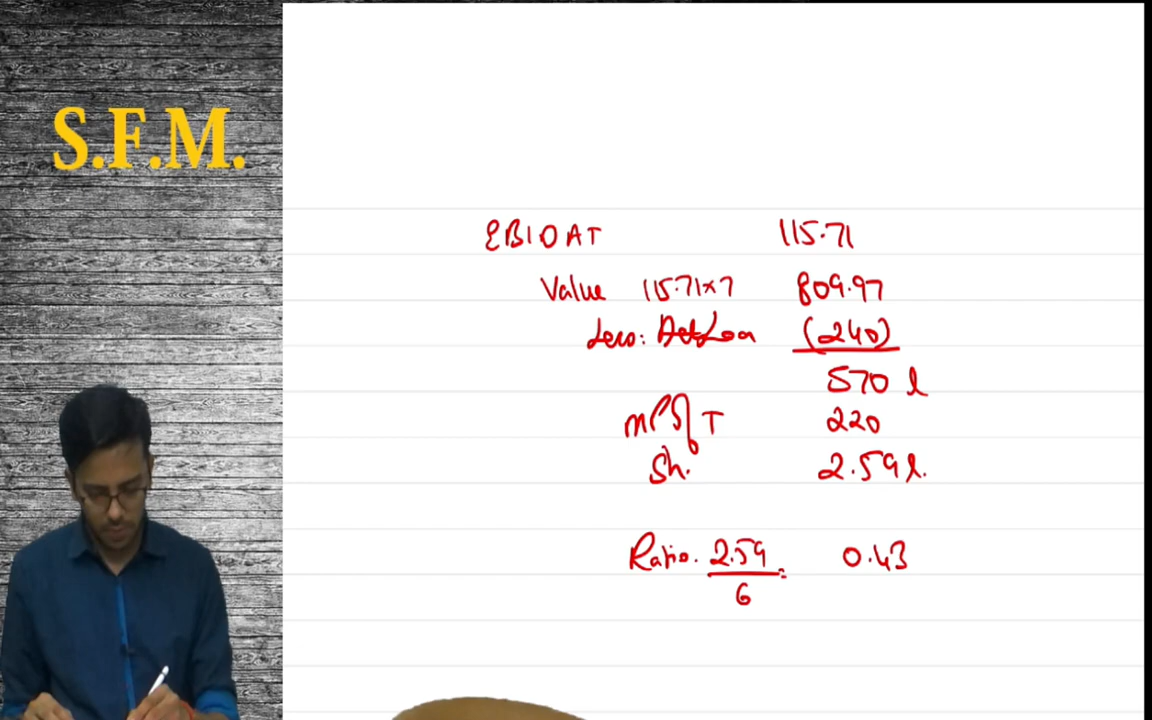 S.F.M.
EBIDAT 115.71
Value 115.71×7 809.97
Less: Loan (240)
570 l
MPS T 220
Sh. 2.59 l.
Ratio. 2.59 / 6 = 0.43